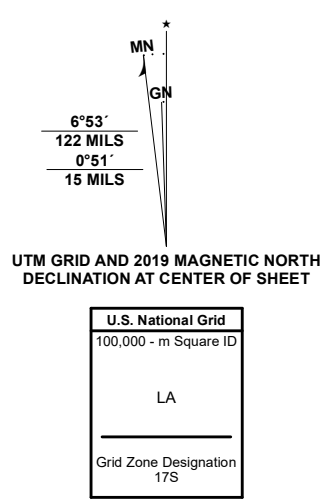 MN
GN
6°53´
122 MILS
0°51´
15 MILS
UTM GRID AND 2019 MAGNETIC NORTH
DECLINATION AT CENTER OF SHEET
U.S. National Grid
100,000 - m Square ID
LA
Grid Zone Designation
17S